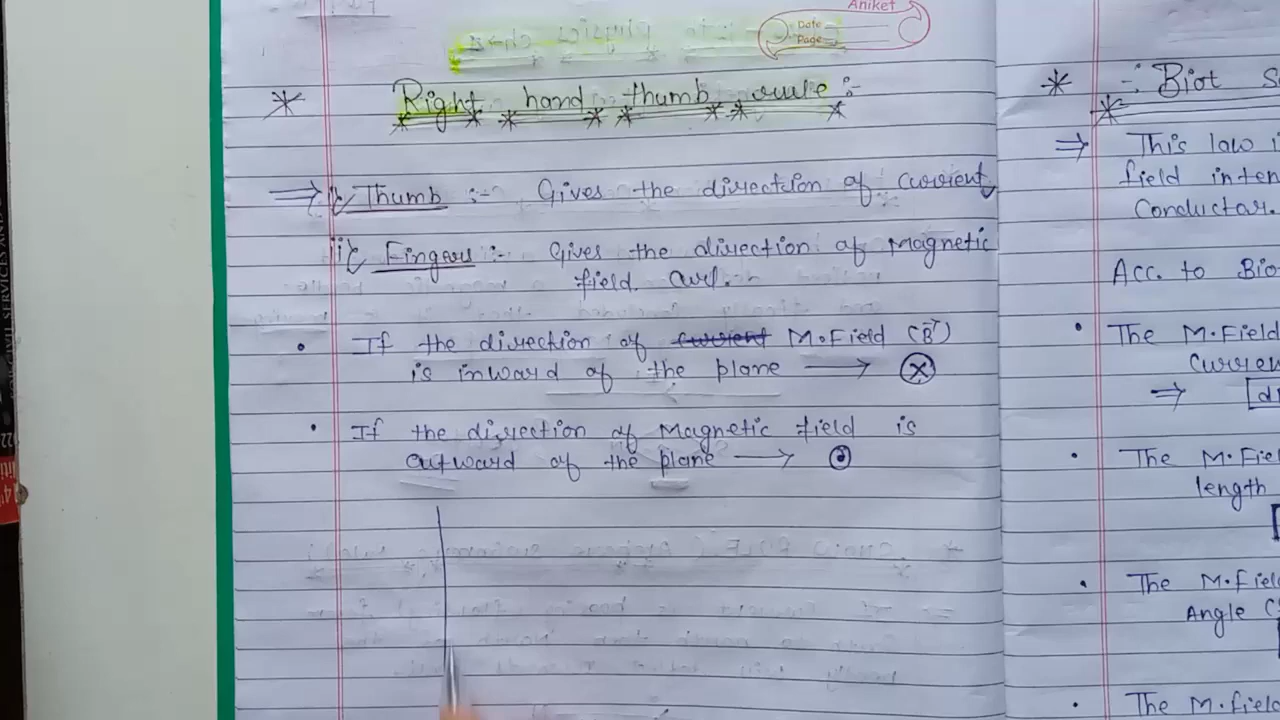 Aniket
Date
Page
* Right hand thumb rule :-
⇒ i) Thumb :- Gives the direction of current
ii) Fingers :- Gives the direction of Magnetic
field curl.
• If the direction of current M.Field (B⃗)
is inward of the plane → ⊗
• If the direction of Magnetic field is
outward of the plane → ⊙
* :- Biot S
⇒ This law i
field inten
Conductor.
Acc. to Bio
• The M.Field
Curren
⇒ d
• The M.Fie
length
• The M.field
Angle (
• The M.field